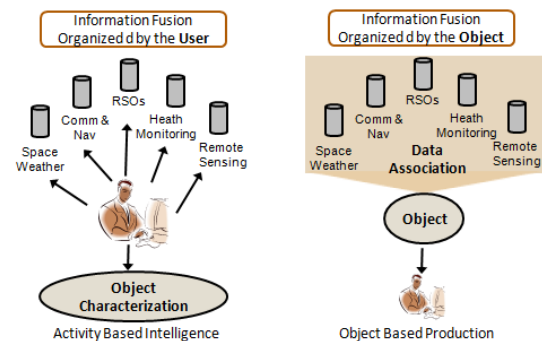 Information Fusion
Organized d by the User
RSOs
Comm &
Nav
Heath
Monitoring
Space
Weather
Remote
Sensing
Object
Characterization
Activity Based Intelligence
Information Fusion
Organized d by the Object
RSOs
Comm &
Nav
Heath
Monitoring
Space
Weather
Data
Association
Remote
Sensing
Object
Object Based Production